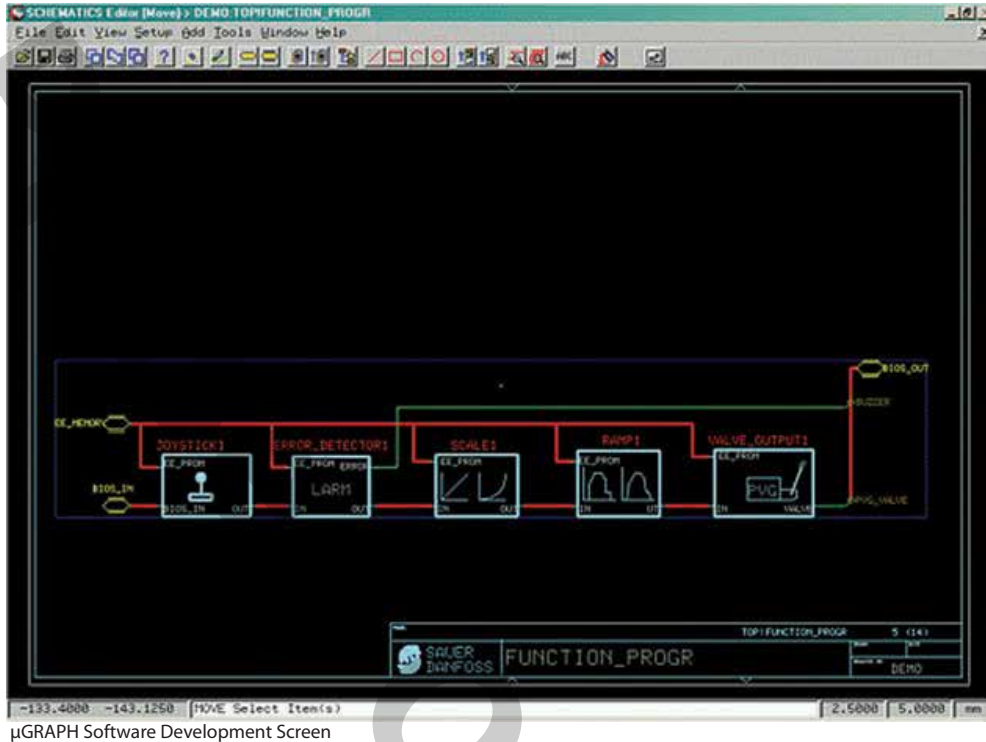 SCHEMATICS Editor [Move] > DEMO:TOP!FUNCTION_PROGR
File Edit View Setup Add Tools Window Help
BIOS_OUT
BUZZER
EE_MEMORY
JOYSTICK1 ERROR_DETECTOR1 SCALE1 RAMP1 VALVE_OUTPUT1
EE_PROM EE_PROM ERROR EE_PROM EE_PROM EE_PROM
LARM PVG
BIOS_IN
PVG_VALVE
BIOS_IN OUT IN OUT IN OUT IN UT IN VALVE
TOP!FUNCTION_PROGR 5 (14)
SAUER
DANFOSS
FUNCTION_PROGR
DEMO
-133.4000 -143.1250 MOVE Select Item(s) 2.5000 5.0000 mm
µGRAPH Software Development Screen